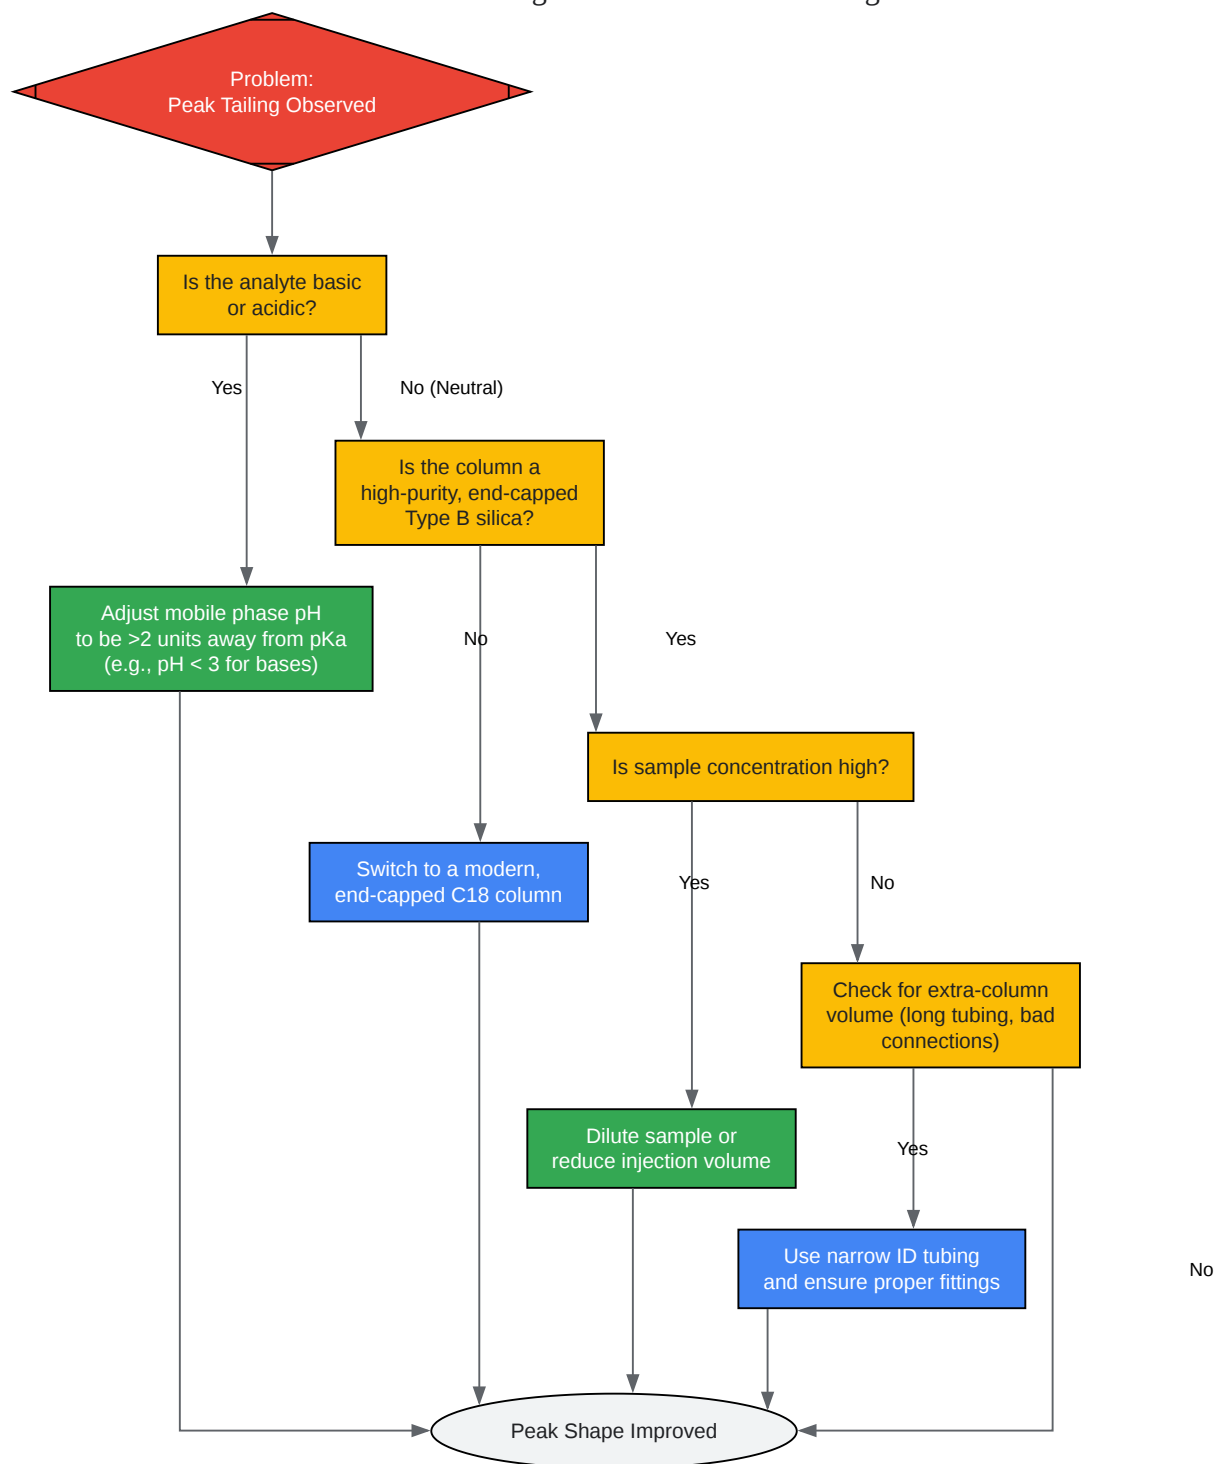 Problem:
Peak Tailing Observed
Is the analyte basic
or acidic?
Yes
No (Neutral)
Is the column a
high-purity, end-capped
Type B silica?
Adjust mobile phase pH
to be >2 units away from pKa
(e.g., pH < 3 for bases)
No
Yes
Is sample concentration high?
Switch to a modern,
end-capped C18 column
Yes
No
Check for extra-column
volume (long tubing, bad
connections)
Dilute sample or
reduce injection volume
Yes
Use narrow ID tubing
and ensure proper fittings
No
Peak Shape Improved